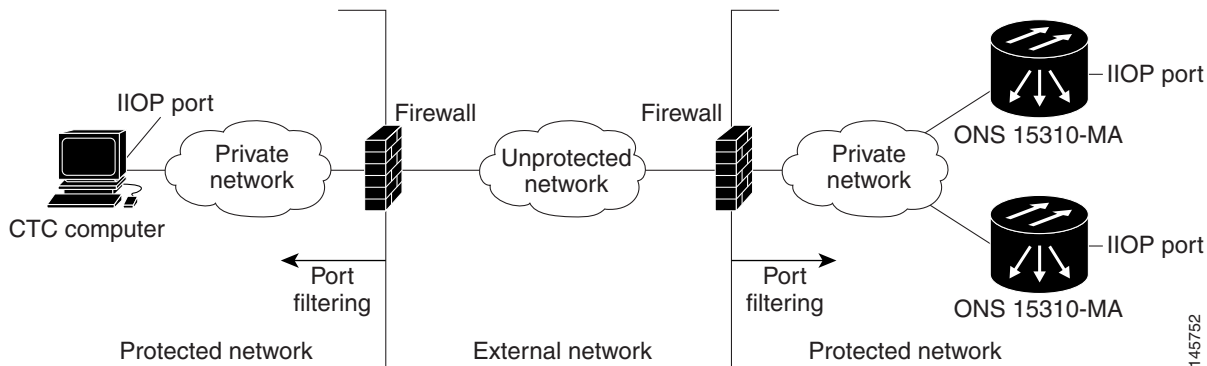 IIOP port
Firewall
Firewall
IIOP port
ONS 15310-MA
Private
network
Unprotected
network
Private
network
CTC computer
Port
filtering
Port
filtering
IIOP port
ONS 15310-MA
Protected network
External network
Protected network
145752